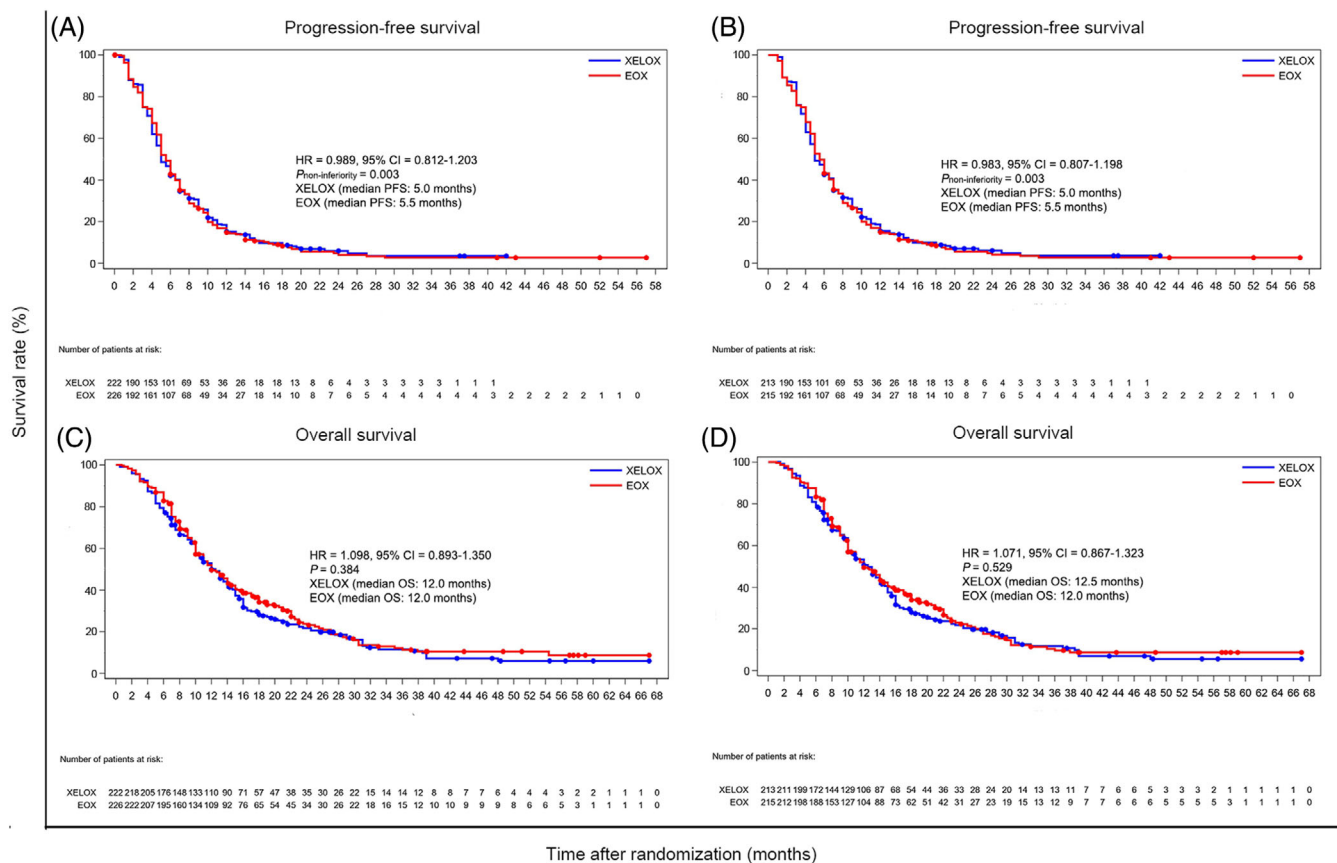 (A)
Progression-free survival
XELOX
EOX
100
80
60
40
20
0
HR = 0.989, 95% CI = 0.812-1.203
Pnon-inferiority = 0.003
XELOX (median PFS: 5.0 months)
EOX (median PFS: 5.5 months)
0 2 4 6 8 10 12 14 16 18 20 22 24 26 28 30 32 34 36 38 40 42 44 46 48 50 52 54 56 58
Number of patients at risk:
XELOX 222 190 153 101 69 53 36 26 18 18 13 8 6 4 3 3 3 3 3 1 1 1
EOX 226 192 161 107 68 49 34 27 18 14 10 8 7 6 5 4 4 4 4 4 4 3 2 2 2 2 2 1 1 0
(B)
Progression-free survival
XELOX
EOX
100
80
60
40
20
0
HR = 0.983, 95% CI = 0.807-1.198
Pnon-inferiority = 0.003
XELOX (median PFS: 5.0 months)
EOX (median PFS: 5.5 months)
0 2 4 6 8 10 12 14 16 18 20 22 24 26 28 30 32 34 36 38 40 42 44 46 48 50 52 54 56 58
Number of patients at risk:
XELOX 213 190 153 101 69 53 36 26 18 18 13 8 6 4 3 3 3 3 3 1 1 1
EOX 215 192 161 107 68 49 34 27 18 14 10 8 7 6 5 4 4 4 4 4 4 3 2 2 2 2 2 1 1 0
Survival rate (%)
(C)
Overall survival
XELOX
EOX
100
80
60
40
20
0
HR = 1.098, 95% CI = 0.893-1.350
P = 0.384
XELOX (median OS: 12.0 months)
EOX (median OS: 12.0 months)
0 2 4 6 8 10 12 14 16 18 20 22 24 26 28 30 32 34 36 38 40 42 44 46 48 50 52 54 56 58 60 62 64 66 68
Number of patients at risk:
XELOX 222 218 205 176 148 133 110 90 71 57 47 38 35 30 26 22 15 14 14 12 8 8 7 7 6 4 4 4 3 2 2 1 1 1 0
EOX 226 222 207 195 160 134 109 92 76 65 54 45 34 30 26 22 18 16 15 12 10 10 9 9 9 8 6 6 5 3 1 1 1 1 0
(D)
Overall survival
XELOX
EOX
100
80
60
40
20
0
HR = 1.071, 95% CI = 0.867-1.323
P = 0.529
XELOX (median OS: 12.5 months)
EOX (median OS: 12.0 months)
0 2 4 6 8 10 12 14 16 18 20 22 24 26 28 30 32 34 36 38 40 42 44 46 48 50 52 54 56 58 60 62 64 66 68
Number of patients at risk:
XELOX 213 211 199 172 144 129 106 87 68 54 44 36 33 28 24 20 14 13 13 11 7 7 6 6 5 3 3 3 2 1 1 1 1 1 0
EOX 215 212 198 188 153 127 104 88 73 62 51 42 31 27 23 19 15 13 12 9 7 7 6 6 6 5 5 5 5 3 1 1 1 1 0
Time after randomization (months)